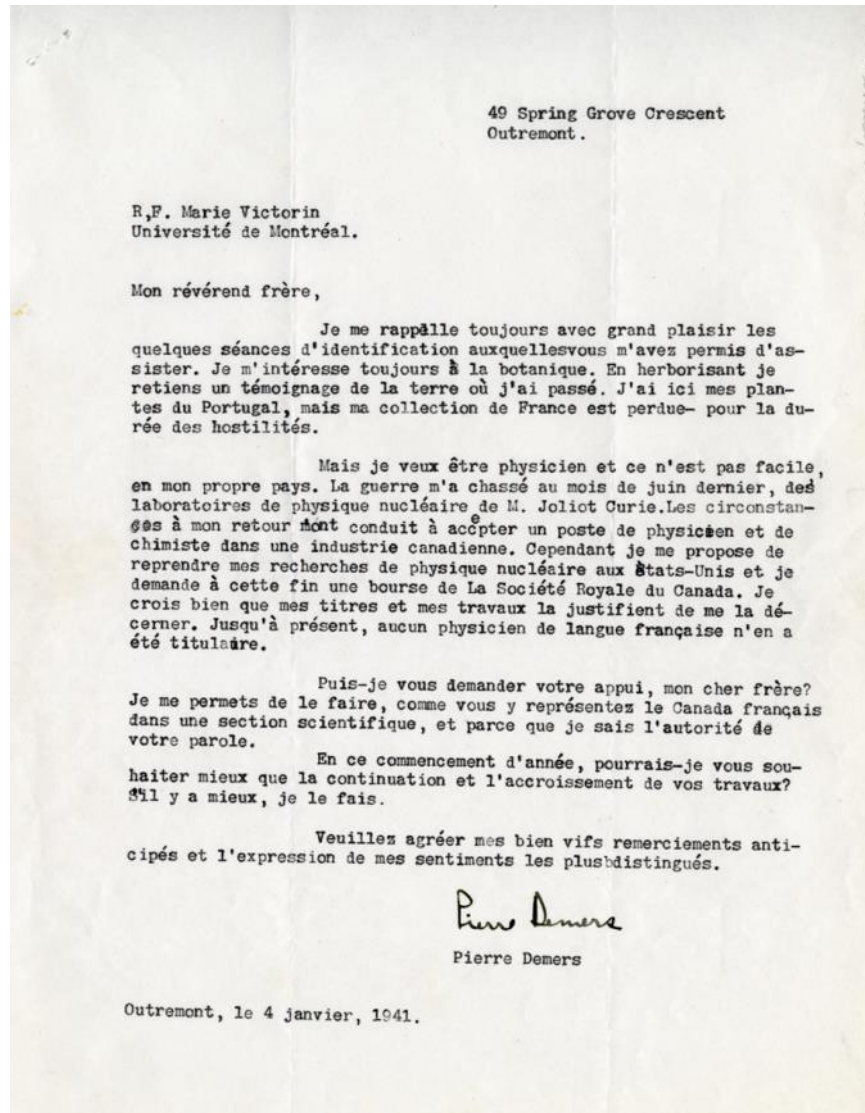 49 Spring Grove Crescent
Outremont.
R,F. Marie Victorin
Université de Montréal.
Mon révérend frère,
Je me rappelle toujours avec grand plaisir les
quelques séances d'identification auxquellesvous m'avez permis d'as-
sister. Je m'intéresse toujours à la botanique. En herborisant je
retiens un témoignage de la terre où j'ai passé. J'ai ici mes plan-
tes du Portugal, mais ma collection de France est perdue- pour la du-
rée des hostilités.
Mais je veux être physicien et ce n'est pas facile,
en mon propre pays. La guerre m'a chassé au mois de juin dernier, des
laboratoires de physique nucléaire de M. Joliot Curie.Les circonstan-
ces à mon retour mont conduit à accepter un poste de physicien et de
chimiste dans une industrie canadienne. Cependant je me propose de
reprendre mes recherches de physique nucléaire aux états-Unis et je
demande à cette fin une bourse de La Société Royale du Canada. Je
crois bien que mes titres et mes travaux la justifient de me la dé-
cerner. Jusqu'à présent, aucun physicien de langue française n'en a
été titulaire.
Puis-je vous demander votre appui, mon cher frère?
Je me permets de le faire, comme vous y représentez le Canada français
dans une section scientifique, et parce que je sais l'autorité de
votre parole.
En ce commencement d'année, pourrais-je vous sou-
haiter mieux que la continuation et l'accroissement de vos travaux?
S'il y a mieux, je le fais.
Veuillez agréer mes bien vifs remerciements anti-
cipés et l'expression de mes sentiments les plusbdistingués.
Pierre Demers
Pierre Demers
Outremont, le 4 janvier, 1941.